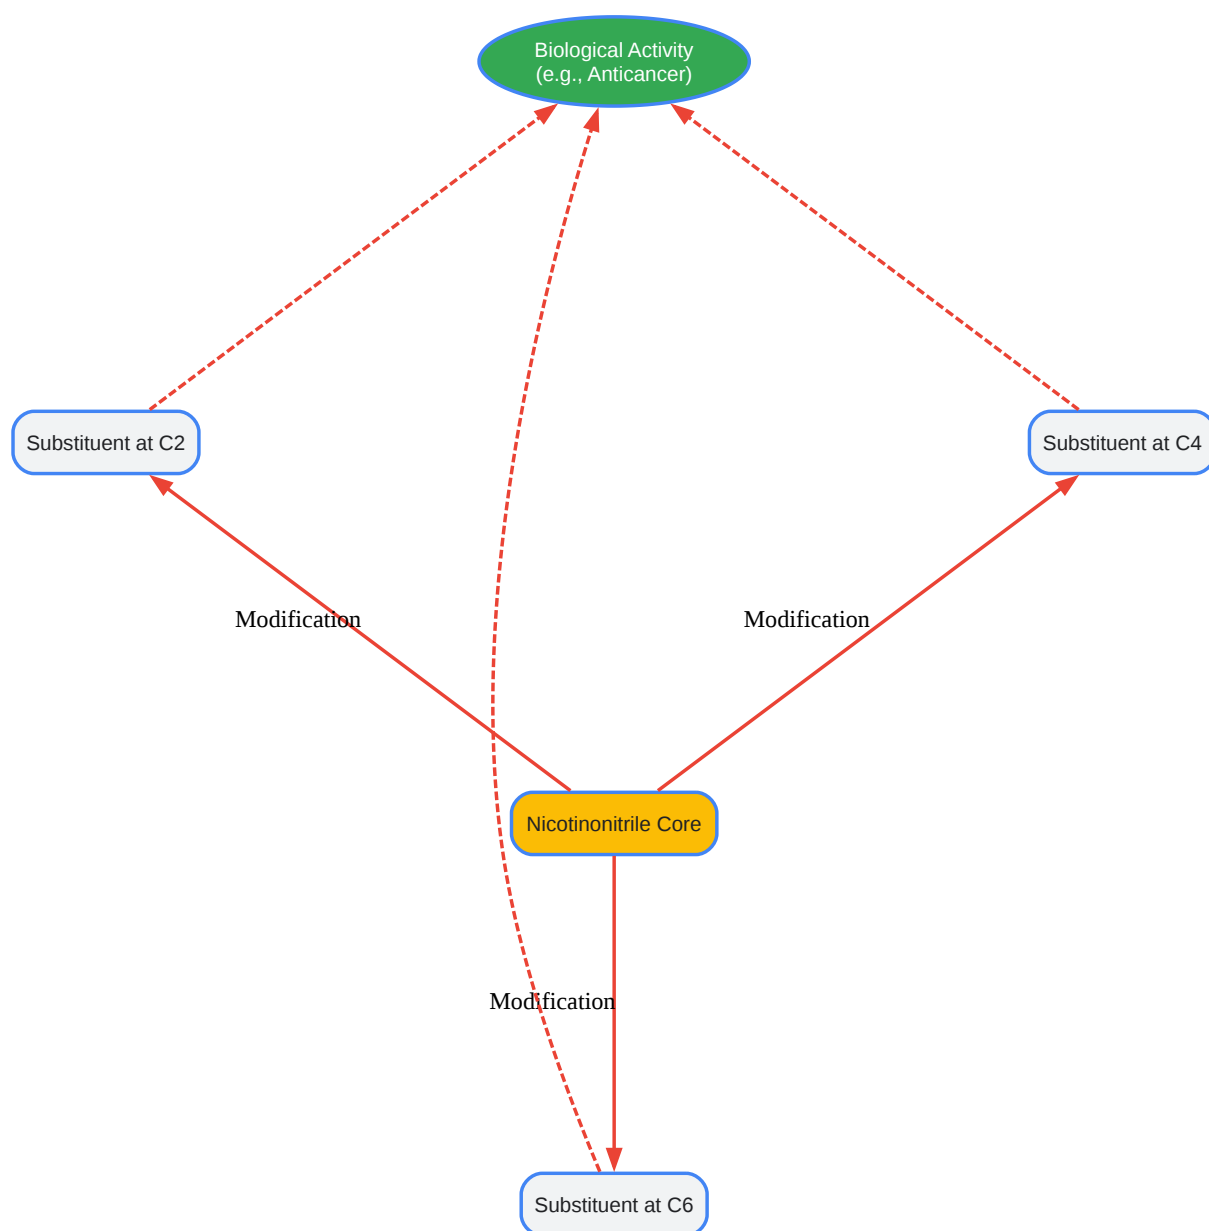 Biological Activity
(e.g., Anticancer)
Substituent at C2
Substituent at C4
Modification
Modification
Nicotinonitrile Core
Modification
Substituent at C6